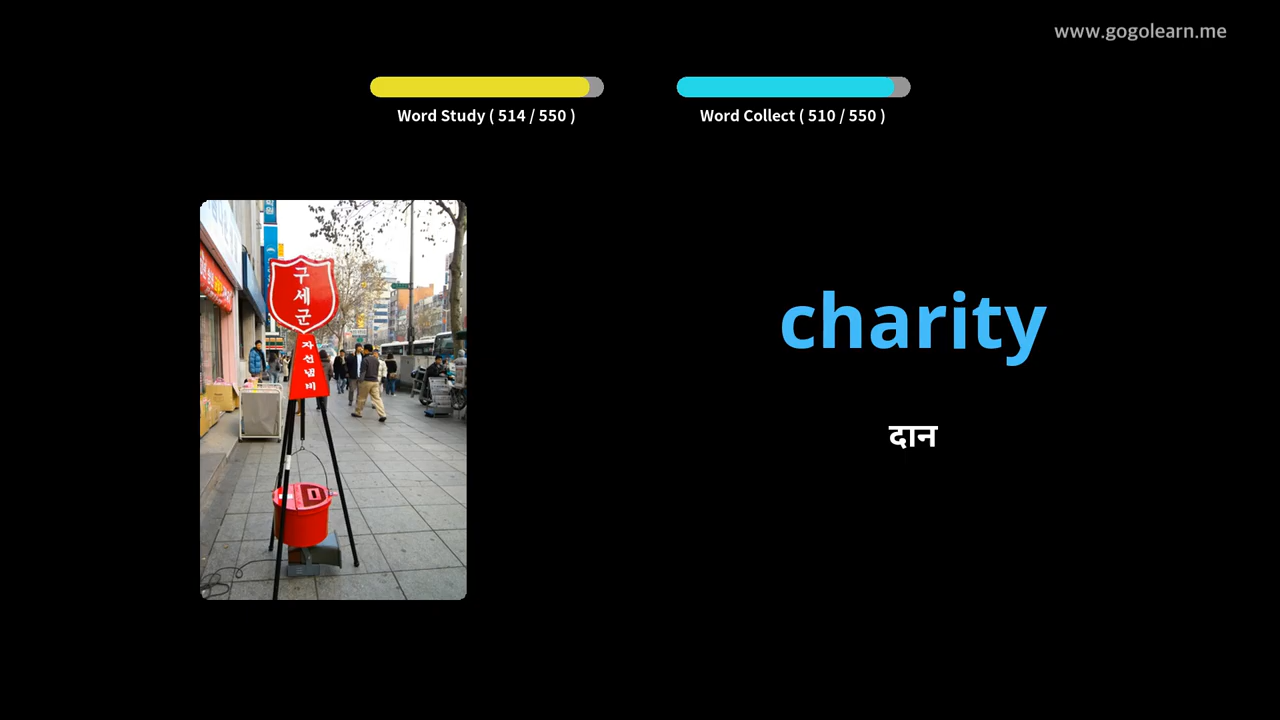 www.gogolearn.me
Word Study ( 514 / 550 )
Word Collect ( 510 / 550 )
구
세
군
자
선
냄
비
charity
दान